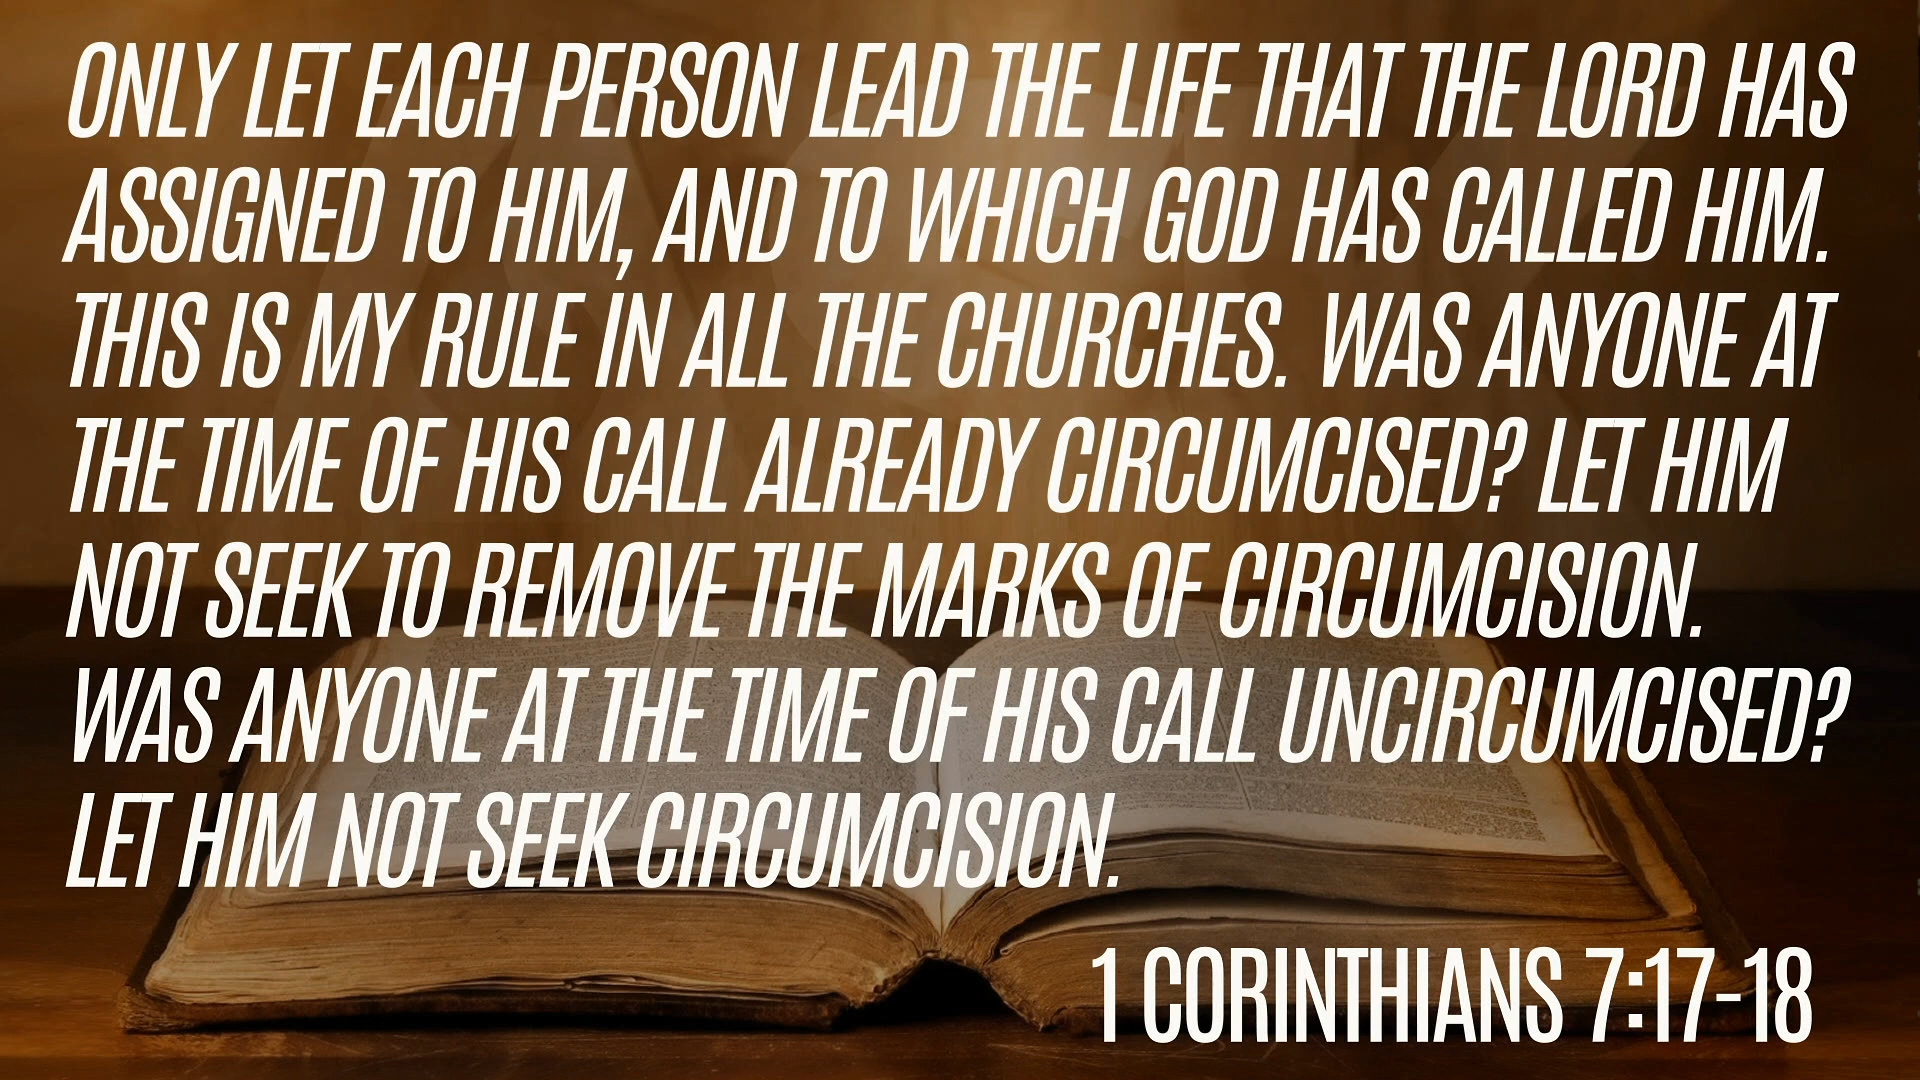 ONLY LET EACH PERSON LEAD THE LIFE THAT THE LORD HAS
ASSIGNED TO HIM, AND TO WHICH GOD HAS CALLED HIM.
THIS IS MY RULE IN ALL THE CHURCHES. WAS ANYONE AT
THE TIME OF HIS CALL ALREADY CIRCUMCISED? LET HIM
NOT SEEK TO REMOVE THE MARKS OF CIRCUMCISION.
WAS ANYONE AT THE TIME OF HIS CALL UNCIRCUMCISED?
LET HIM NOT SEEK CIRCUMCISION.
1 CORINTHIANS 7:17-18